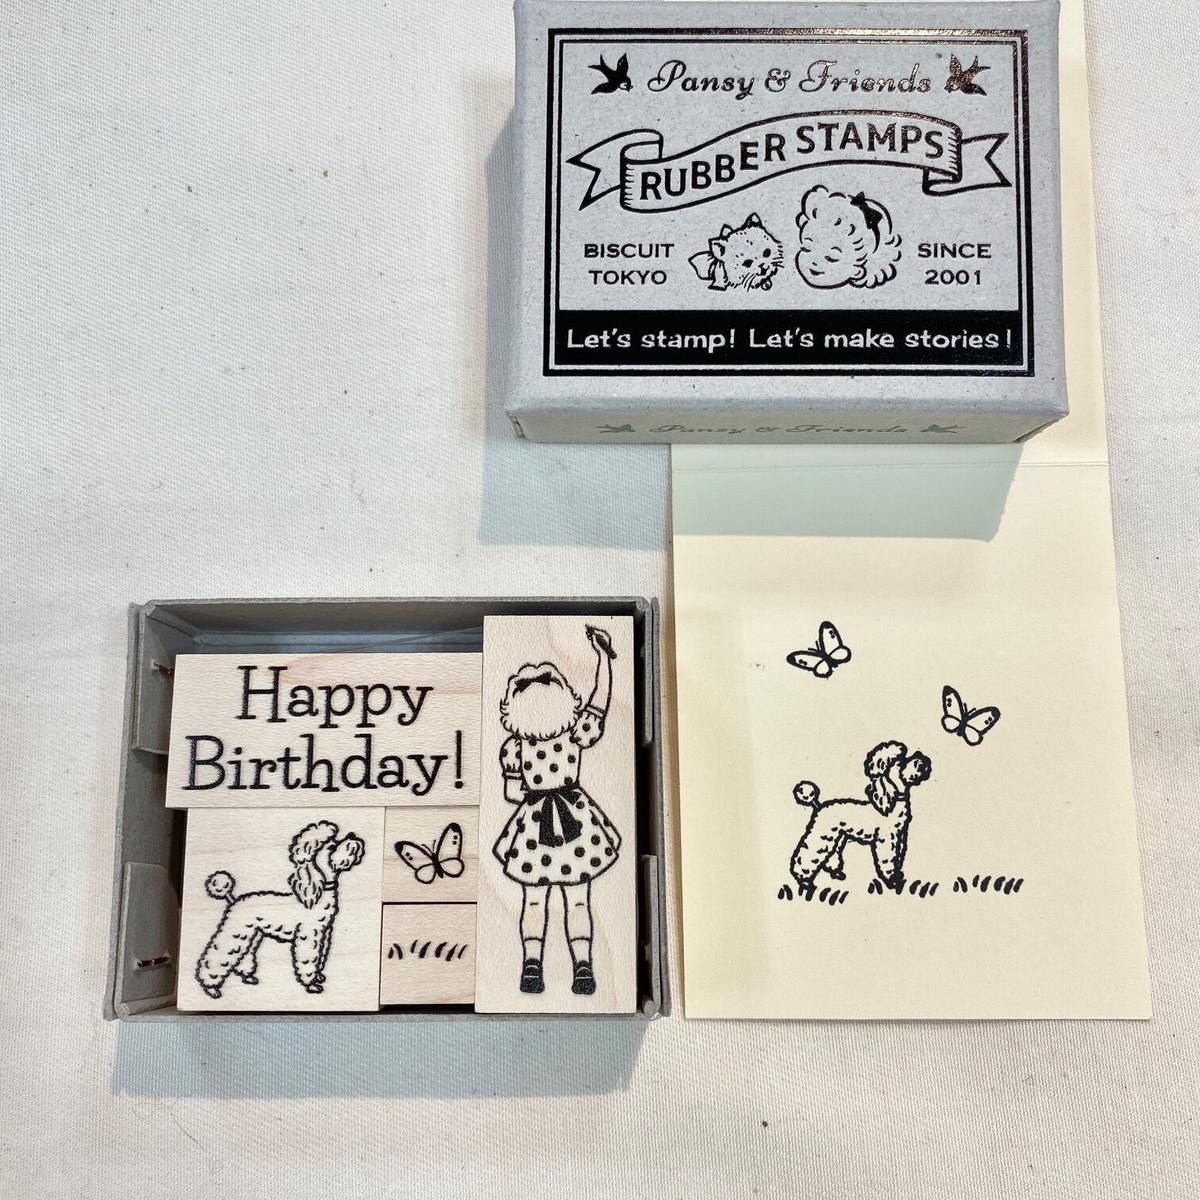 Pansy & Friends
RUBBER STAMPS
BISCUIT
TOKYO
SINCE
2001
Let's stamp! Let's make stories!
Pansy & Friends
Happy
Birthday!